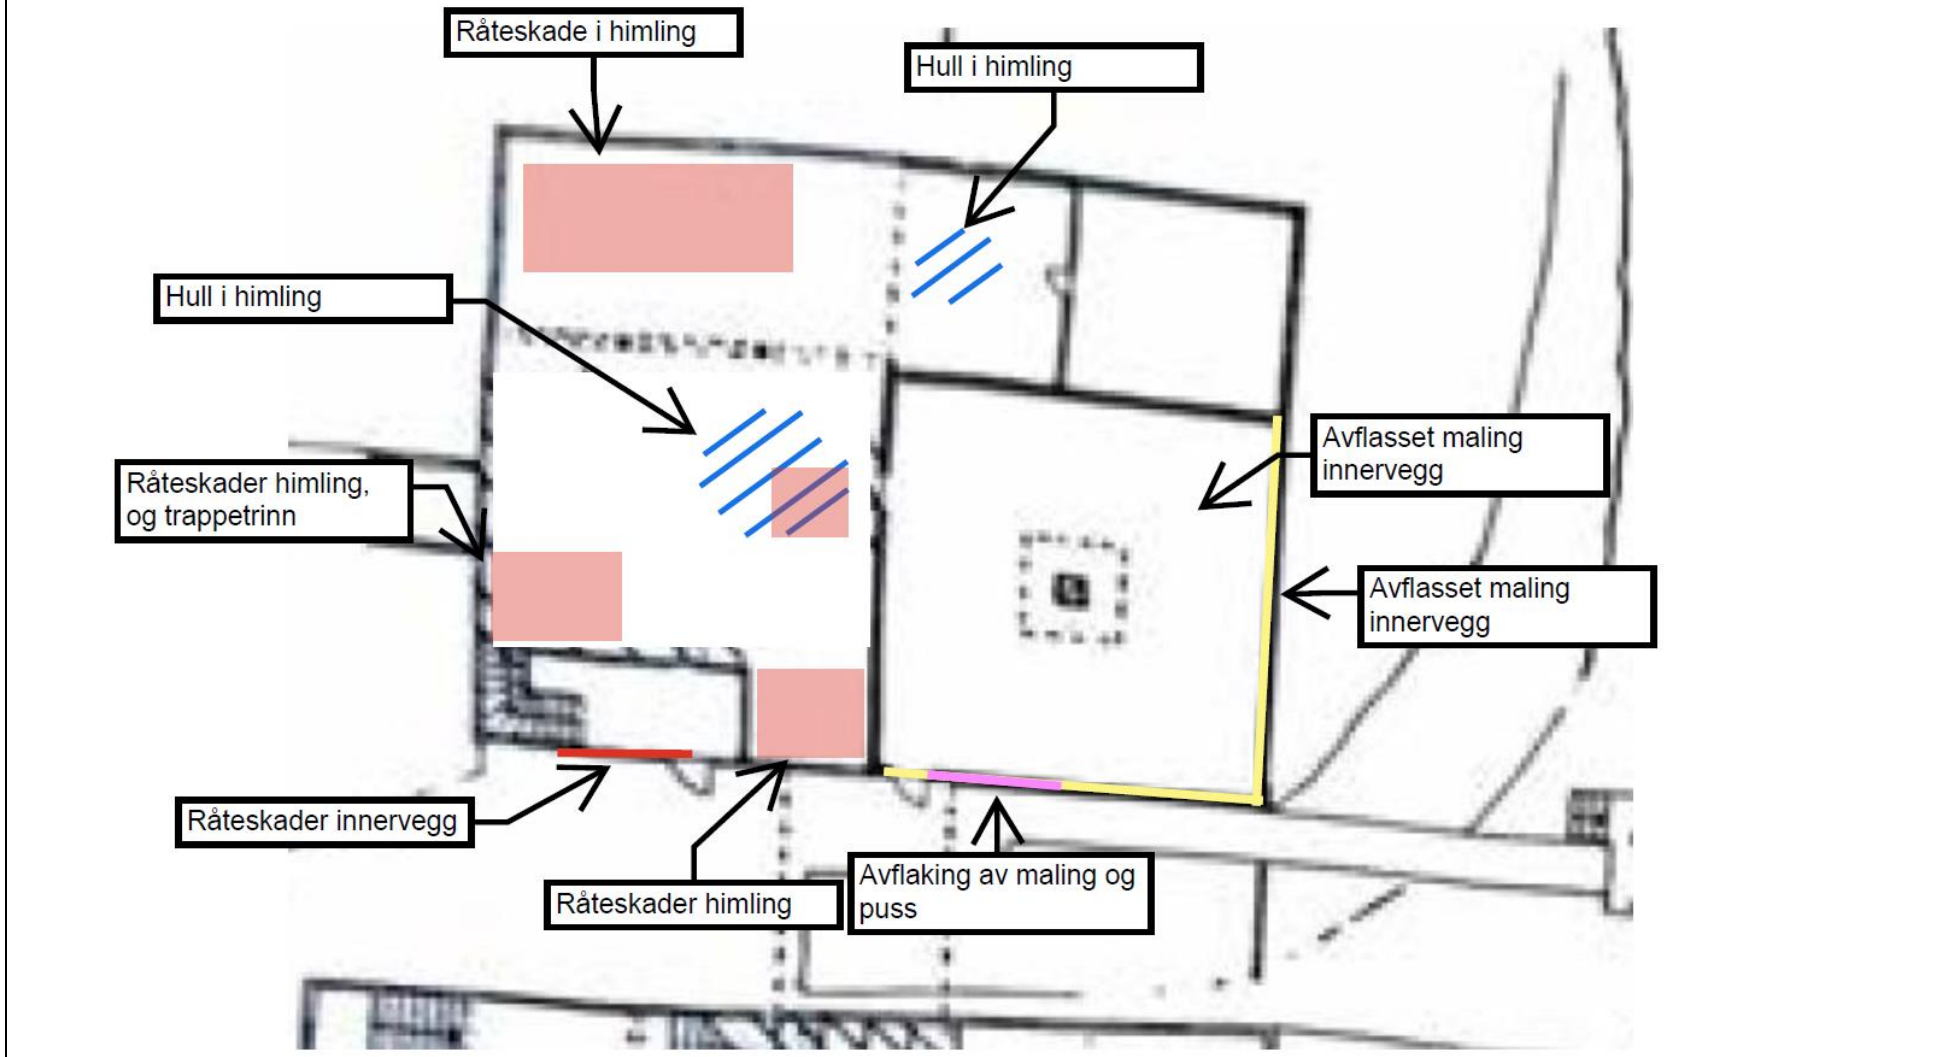 Råteskade i himling
Hull i himling
Hull i himling
Avflasset maling
innervegg
Råteskader himling,
og trappetrinn
Avflasset maling
innervegg
Råteskader innervegg
Råteskader himling
Avflaking av maling og
puss